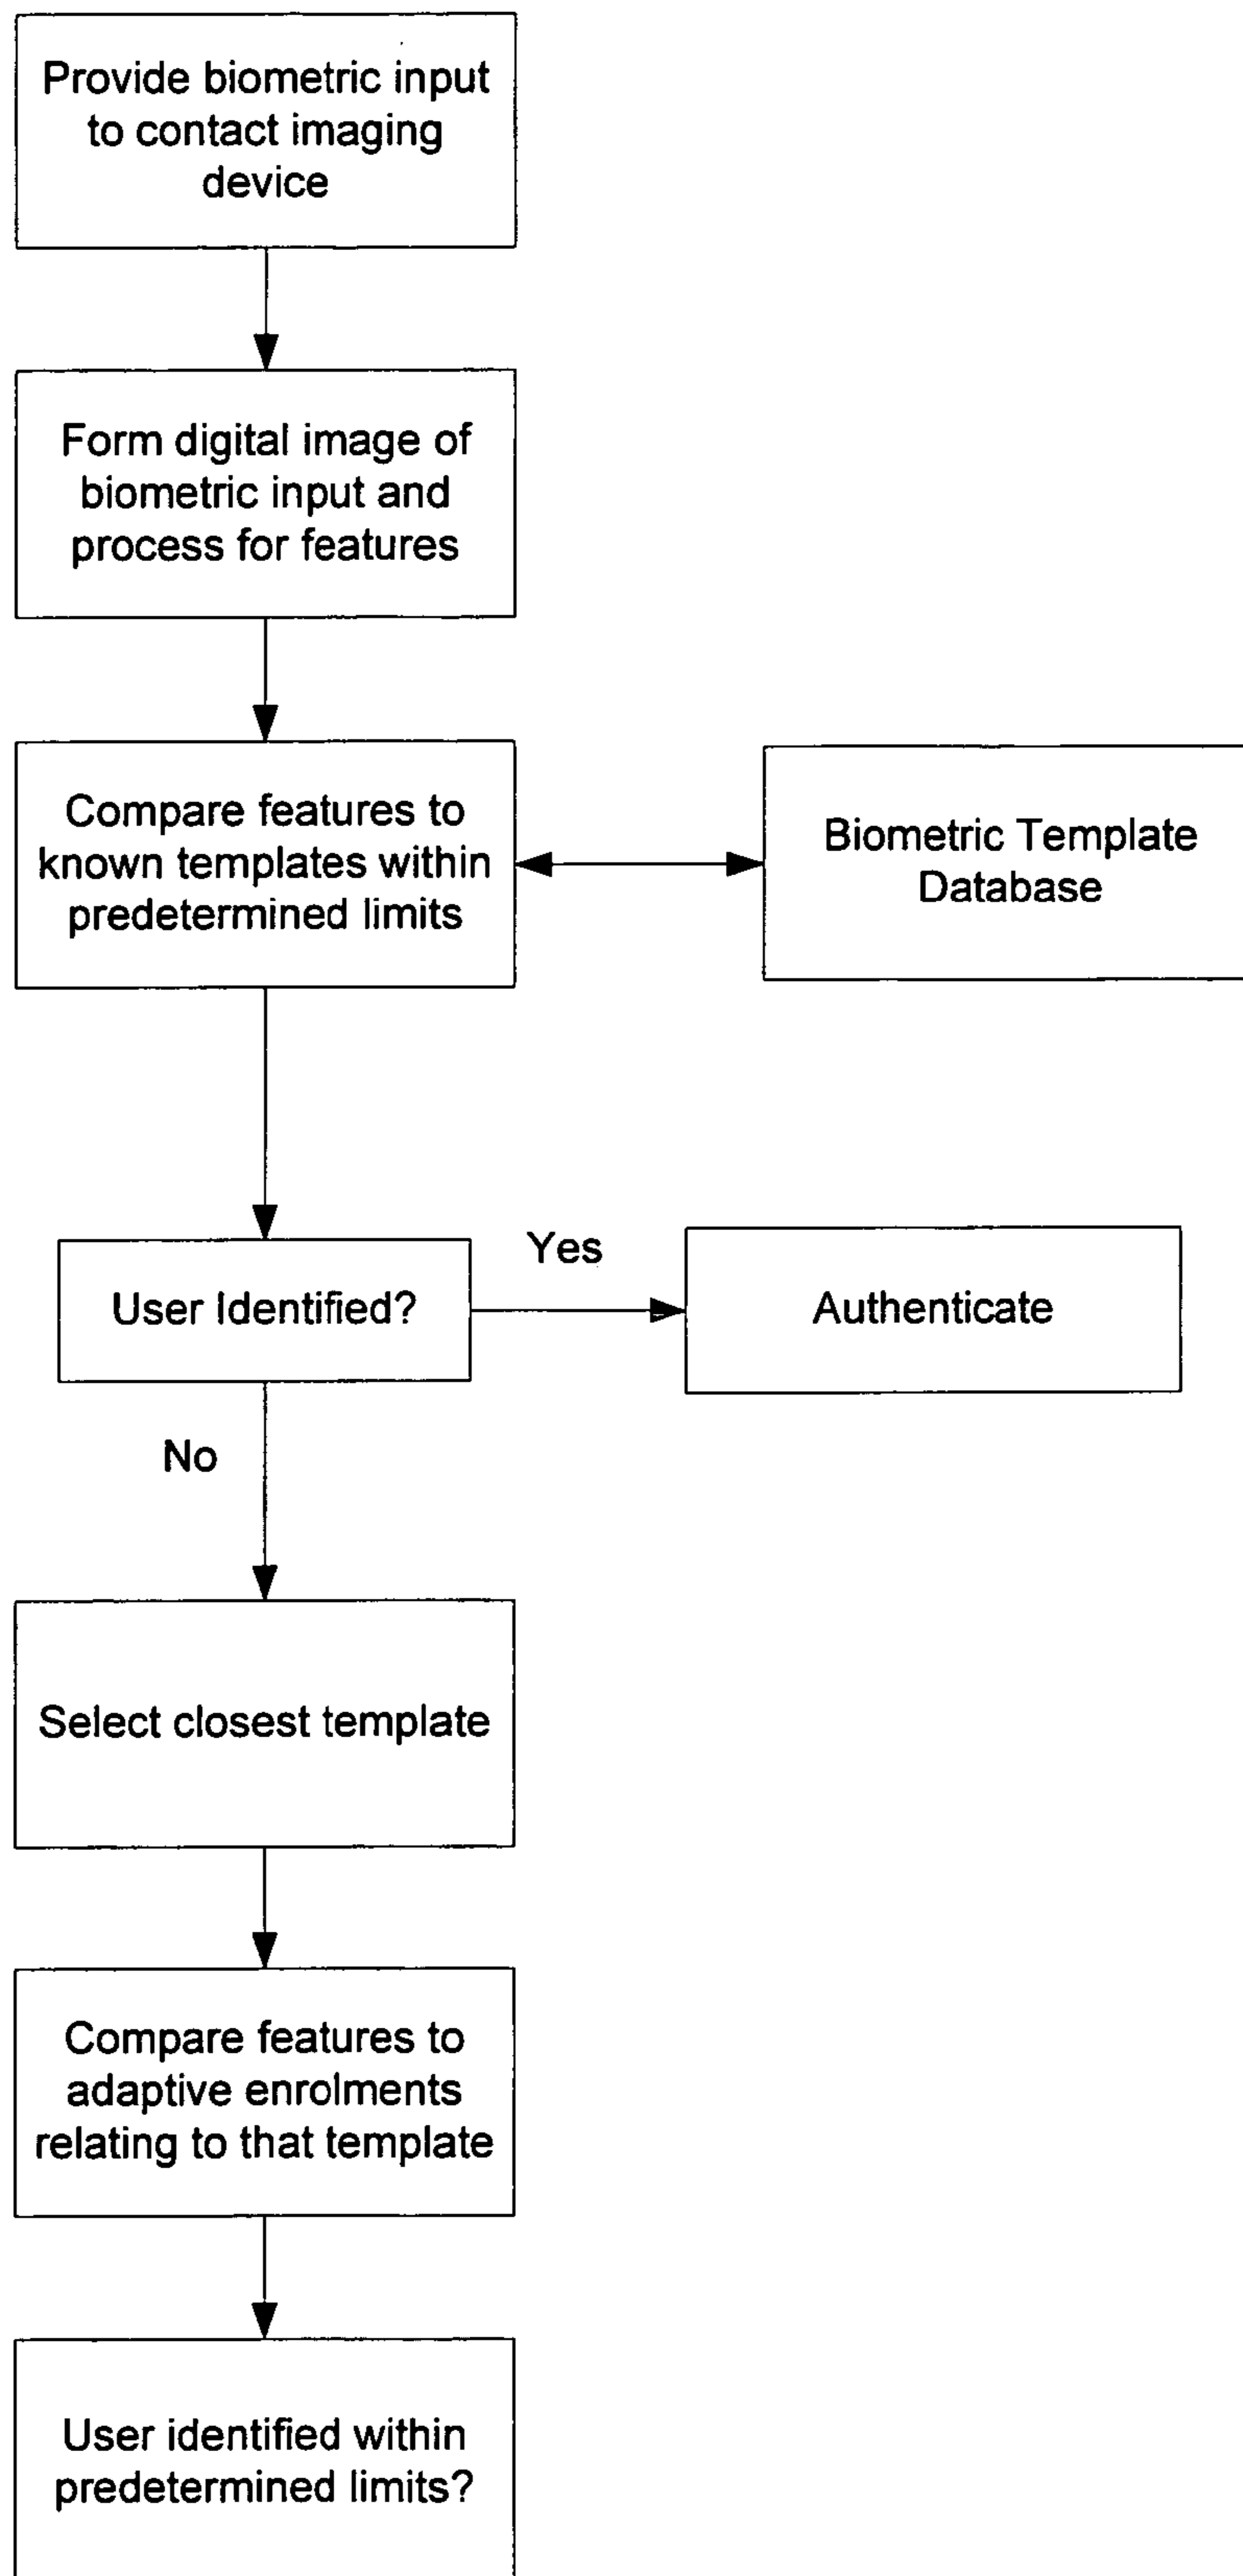 Provide biometric input
to contact imaging
device
Form digital image of
biometric input and
process for features
Compare features to
known templates within
predetermined limits
Biometric Template
Database
User Identified?
Yes
Authenticate
No
Select closest template
Compare features to
adaptive enrolments
relating to that template
User identified within
predetermined limits?